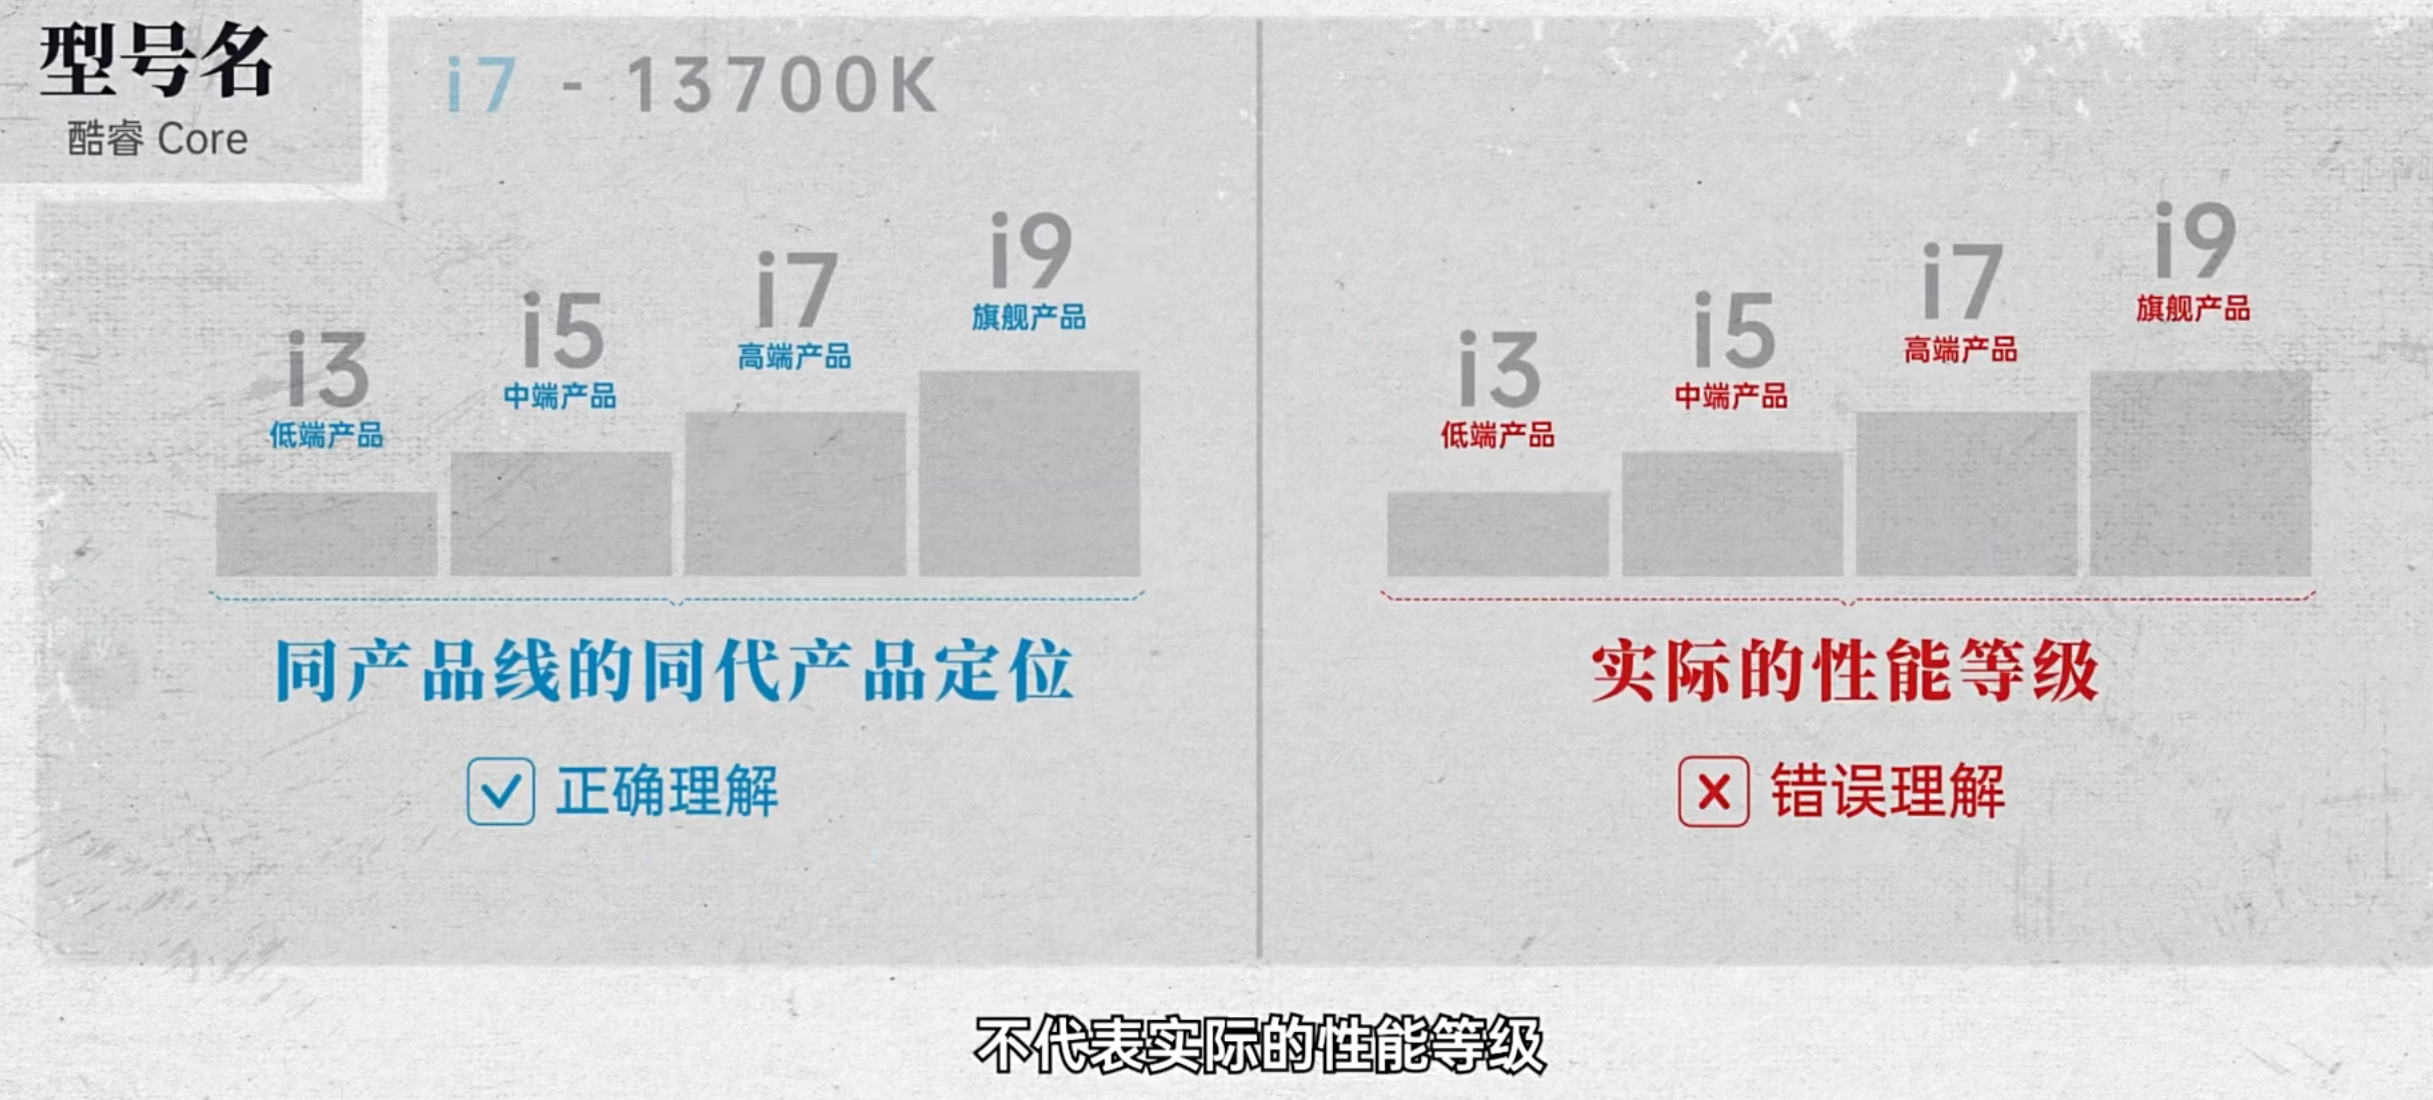 型号名
酷睿 Core
i7 - 13700K
i3
低端产品
i5
中端产品
i7
高端产品
i9
旗舰产品
同产品线的同代产品定位
正确理解
i3
低端产品
i5
中端产品
i7
高端产品
i9
旗舰产品
实际的性能等级
错误理解
不代表实际的性能等级